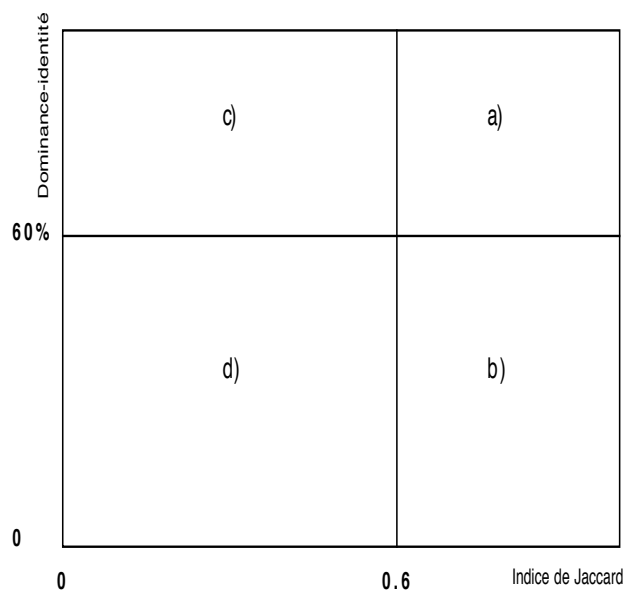 Dominance-identité
c)
a)
60%
d)
b)
0
0
0.6
Indice de Jaccard